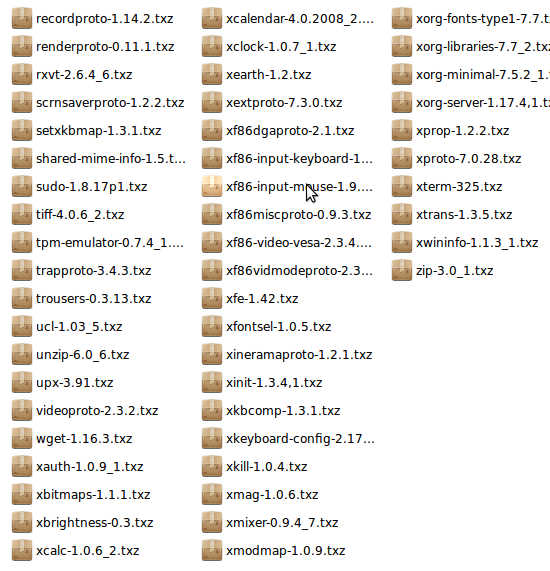 recordproto-1.14.2.txz
renderproto-0.11.1.txz
rxvt-2.6.4_6.txz
scrnsaverproto-1.2.2.txz
setxkbmap-1.3.1.txz
shared-mime-info-1.5.t...
sudo-1.8.17p1.txz
tiff-4.0.6_2.txz
tpm-emulator-0.7.4_1....
trapproto-3.4.3.txz
trousers-0.3.13.txz
ucl-1.03_5.txz
unzip-6.0_6.txz
upx-3.91.txz
videoproto-2.3.2.txz
wget-1.16.3.txz
xauth-1.0.9_1.txz
xbitmaps-1.1.1.txz
xbrightness-0.3.txz
xcalc-1.0.6_2.txz
xcalendar-4.0.2008_2....
xclock-1.0.7_1.txz
xearth-1.2.txz
xextproto-7.3.0.txz
xf86dgaproto-2.1.txz
xf86-input-keyboard-1...
xf86-input-mouse-1.9....
xf86miscproto-0.9.3.txz
xf86-video-vesa-2.3.4....
xf86vidmodeproto-2.3...
xfe-1.42.txz
xfontsel-1.0.5.txz
xineramaproto-1.2.1.txz
xinit-1.3.4,1.txz
xkbcomp-1.3.1.txz
xkeyboard-config-2.17...
xkill-1.0.4.txz
xmag-1.0.6.txz
xmixer-0.9.4_7.txz
xmodmap-1.0.9.txz
xorg-fonts-type1-7.7.t
xorg-libraries-7.7_2.tx
xorg-minimal-7.5.2_1.
xorg-server-1.17.4,1.tx
xprop-1.2.2.txz
xproto-7.0.28.txz
xterm-325.txz
xtrans-1.3.5.txz
xwininfo-1.1.3_1.txz
zip-3.0_1.txz